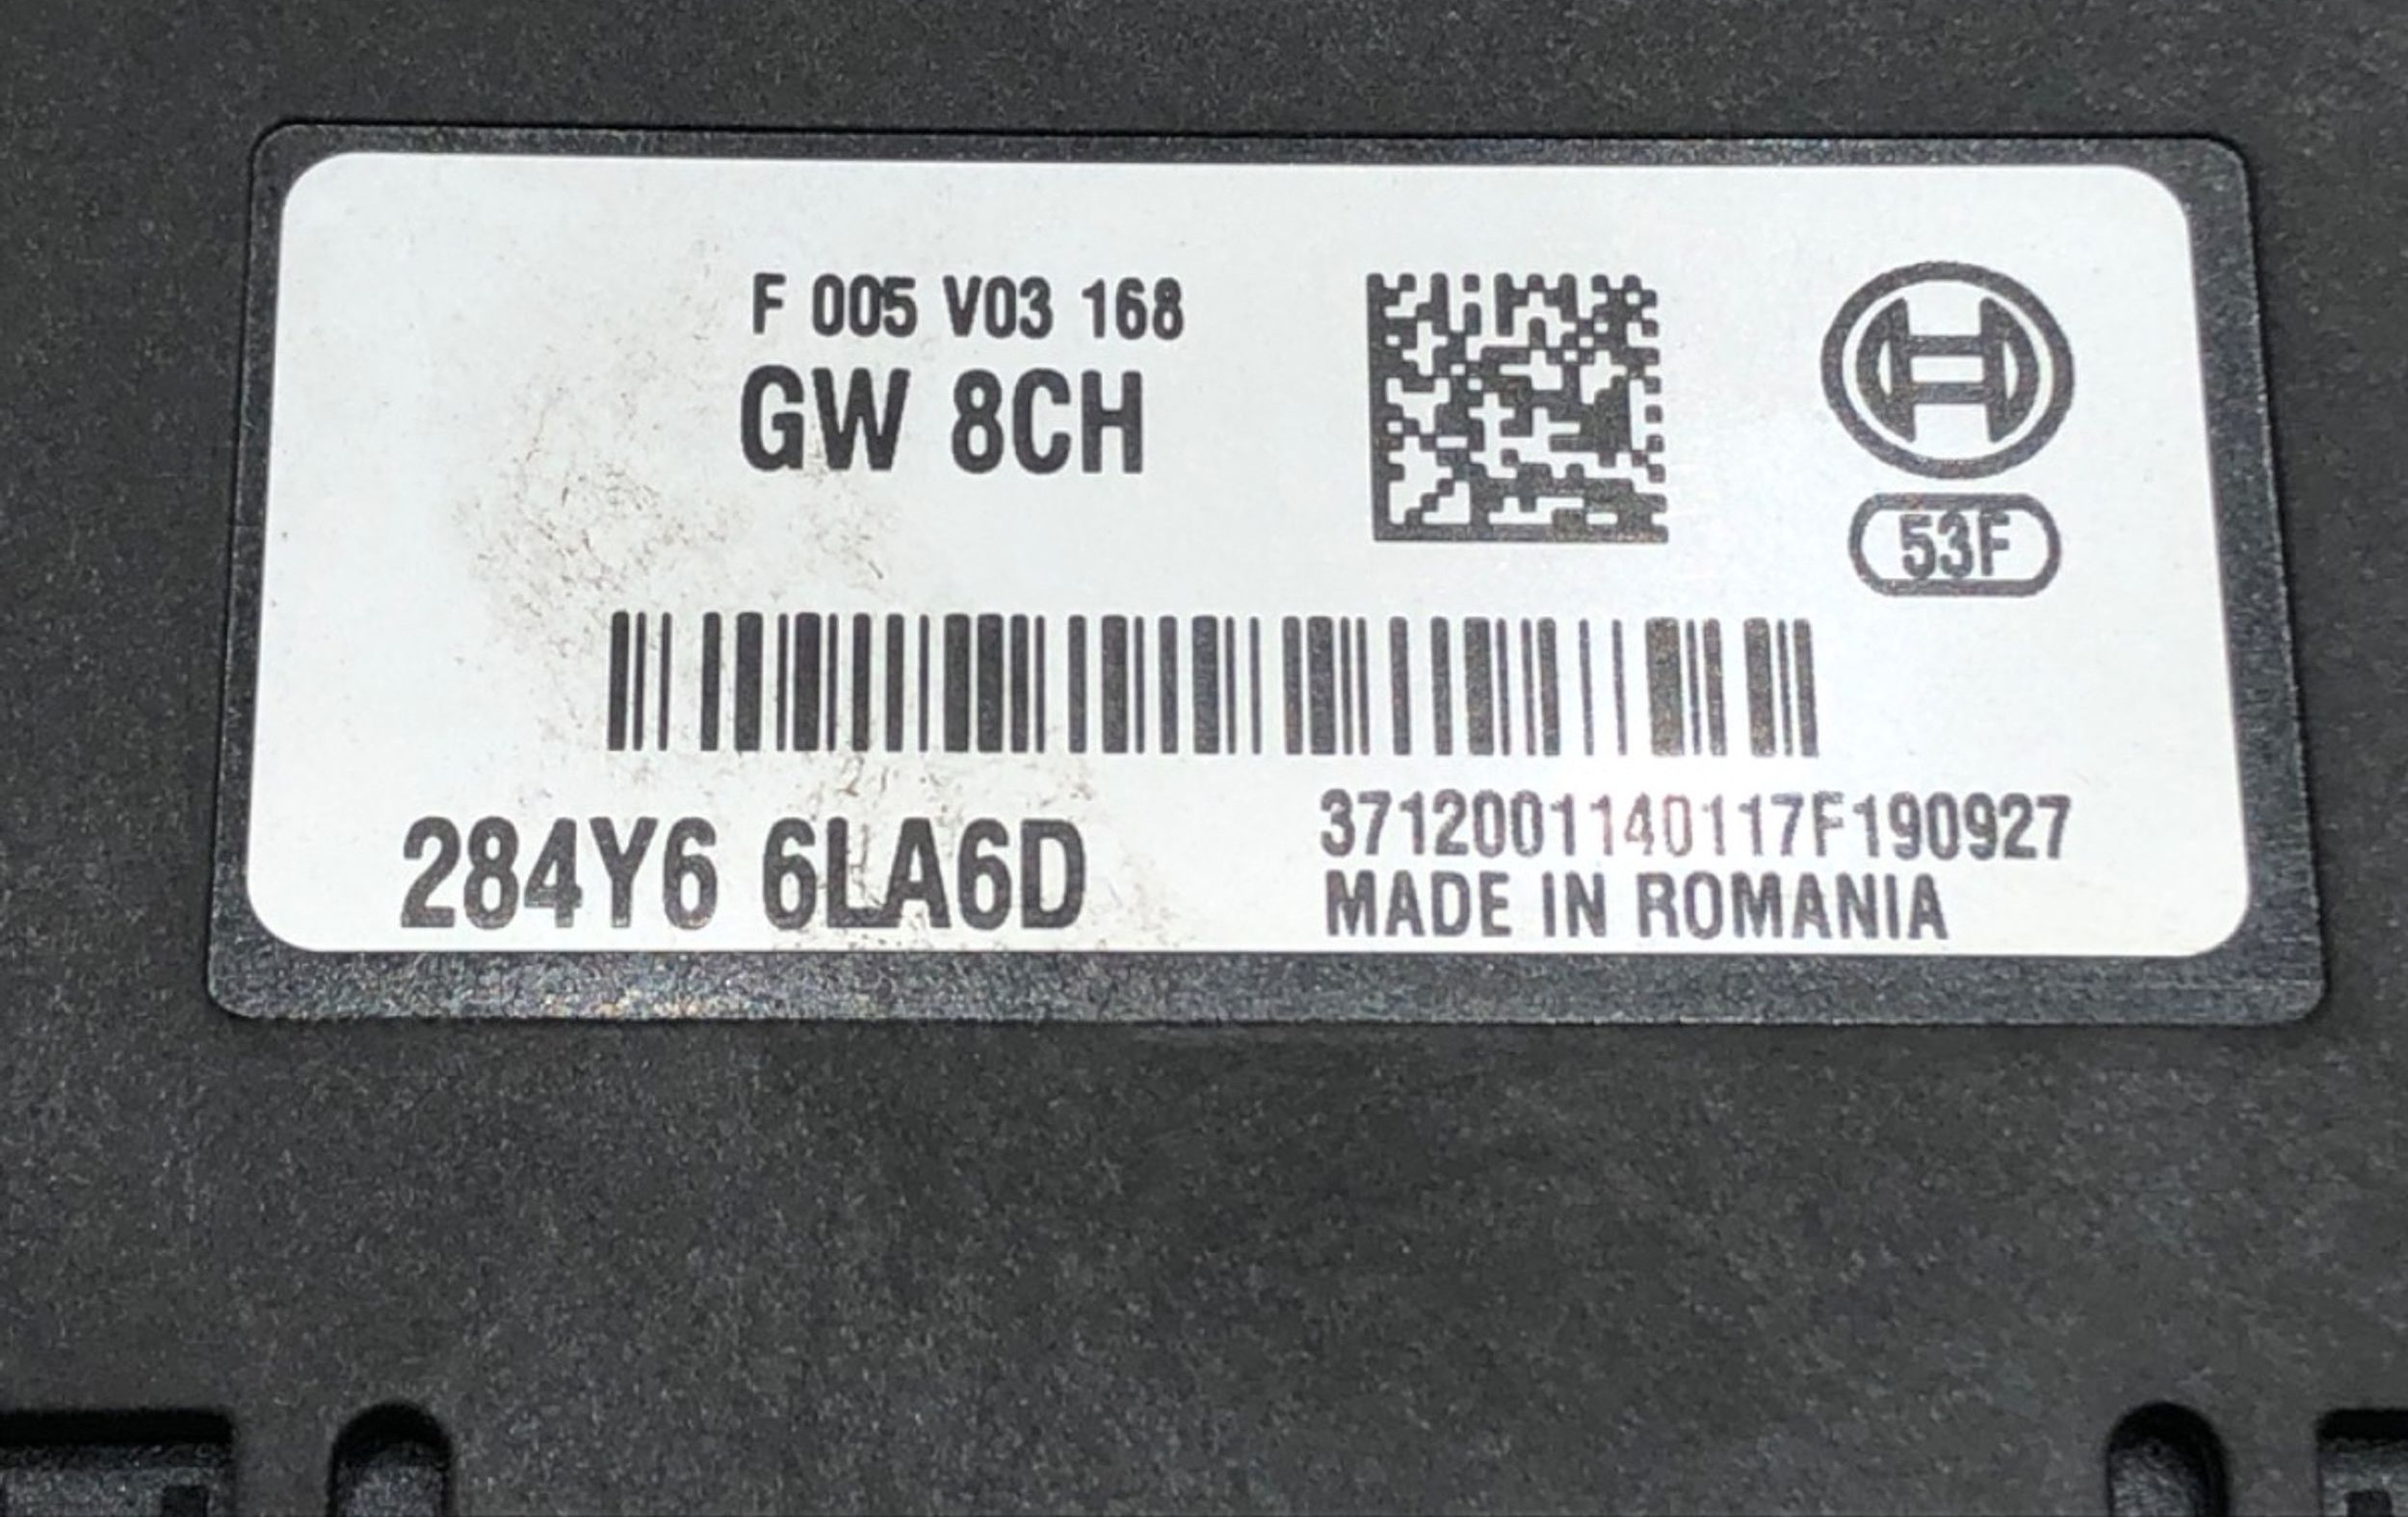 F 005 V03 168
GW 8CH
53F
284Y6 6LA6D
3712001140117F190927
MADE IN ROMANIA